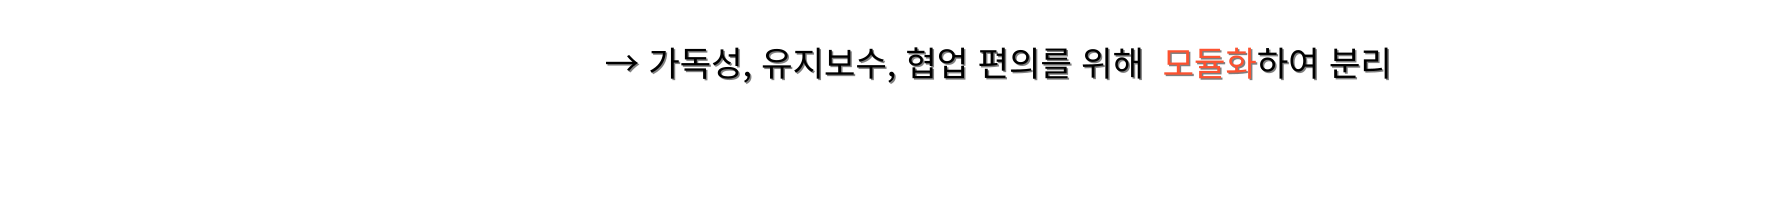 → 가독성, 유지보수, 협업 편의를 위해 모듈화하여 분리